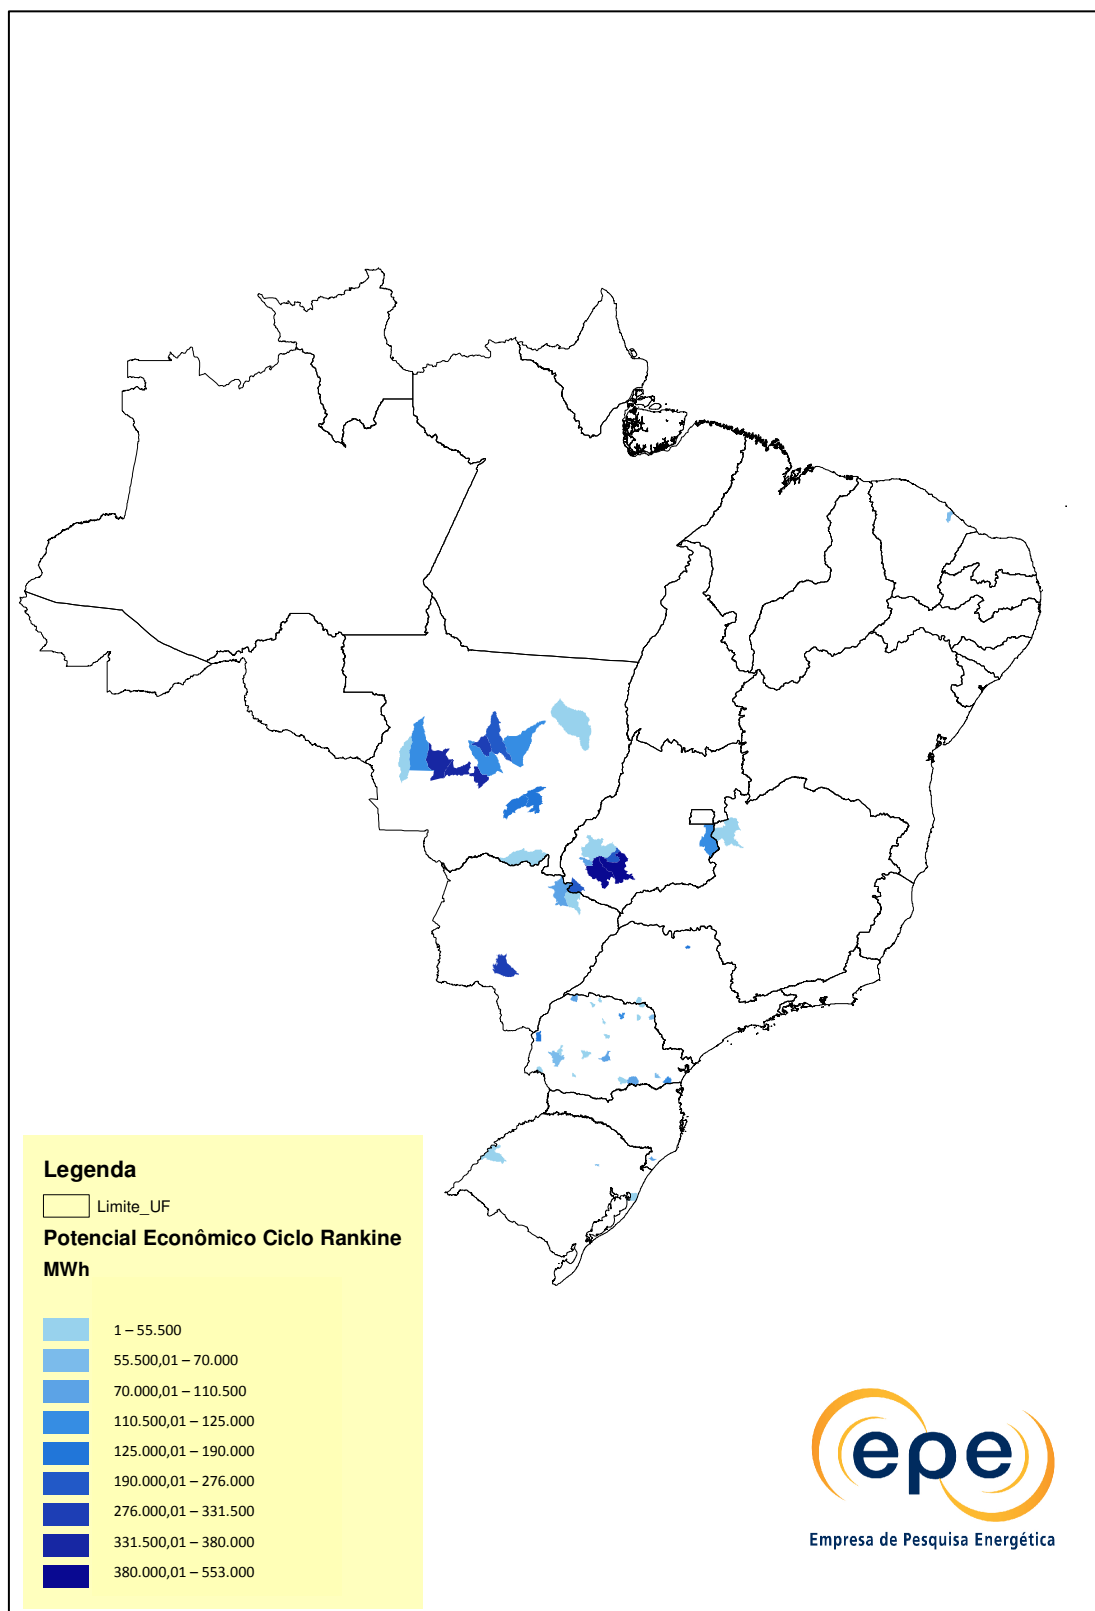 Legenda
Limite_UF
Potencial Econômico Ciclo Rankine
MWh
1 – 55.500
55.500,01 – 70.000
70.000,01 – 110.500
110.500,01 – 125.000
125.000,01 – 190.000
190.000,01 – 276.000
276.000,01 – 331.500
331.500,01 – 380.000
380.000,01 – 553.000
epe
Empresa de Pesquisa Energética